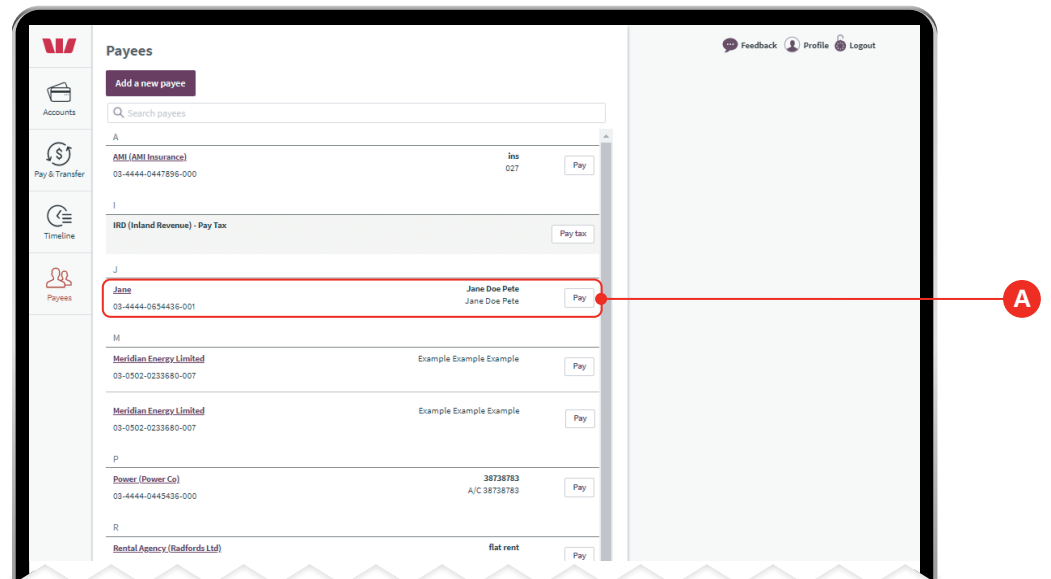 Payees
Feedback Profile Logout
Add a new payee
Accounts
Search payees
A
AMI (AMI Insurance) ins
03-4444-0447896-000 027
Pay
Pay & Transfer
I
IRD (Inland Revenue) - Pay Tax
Pay tax
Timeline
J
Jane Jane Doe Pete
03-4444-0654436-001 Jane Doe Pete
Pay
A
Payees
M
Meridian Energy Limited Example Example Example
03-0502-0233680-007
Pay
Meridian Energy Limited Example Example Example
03-0502-0233680-007
Pay
P
Power (Power Co) 38738783
03-4444-0445436-000 A/C 38738783
Pay
R
Rental Agency (Radfords Ltd) flat rent
Pay